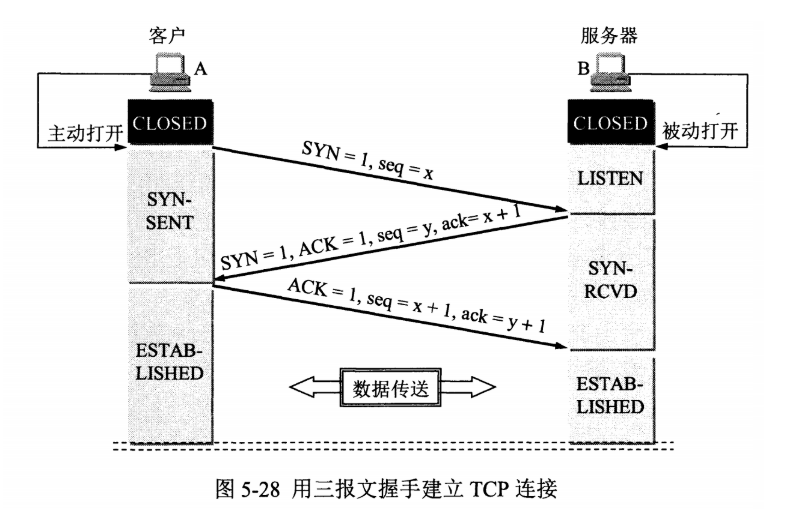 客户
服务器
A
B
CLOSED
CLOSED
主动打开
被动打开
SYN = 1, seq = x
LISTEN
SYN-
SENT
SYN = 1, ACK = 1, seq = y, ack= x + 1
SYN-
RCVD
ACK = 1, seq = x + 1, ack = y + 1
ESTAB-
LISHED
数据传送
ESTAB-
LISHED
图 5-28 用三报文握手建立 TCP 连接